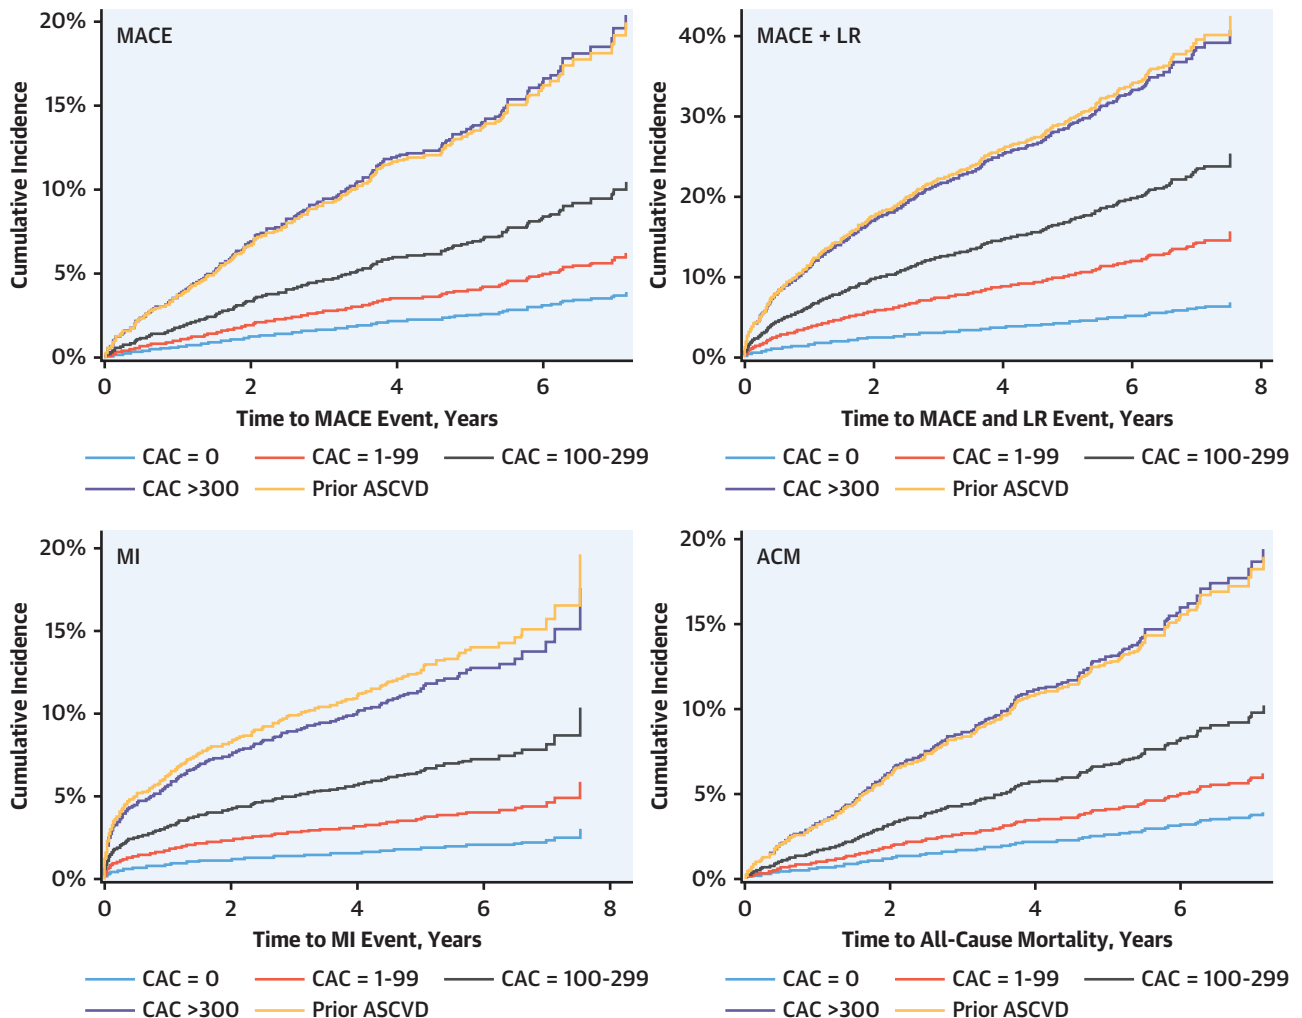 MACE
20%
15%
10%
5%
0%
Cumulative Incidence
0 2 4 6
Time to MACE Event, Years
CAC = 0 CAC = 1-99 CAC = 100-299
CAC >300 Prior ASCVD
MACE + LR
40%
30%
20%
10%
0%
Cumulative Incidence
0 2 4 6 8
Time to MACE and LR Event, Years
CAC = 0 CAC = 1-99 CAC = 100-299
CAC >300 Prior ASCVD
MI
20%
15%
10%
5%
0%
Cumulative Incidence
0 2 4 6 8
Time to MI Event, Years
CAC = 0 CAC = 1-99 CAC = 100-299
CAC >300 Prior ASCVD
ACM
20%
15%
10%
5%
0%
Cumulative Incidence
0 2 4 6
Time to All-Cause Mortality, Years
CAC = 0 CAC = 1-99 CAC = 100-299
CAC >300 Prior ASCVD